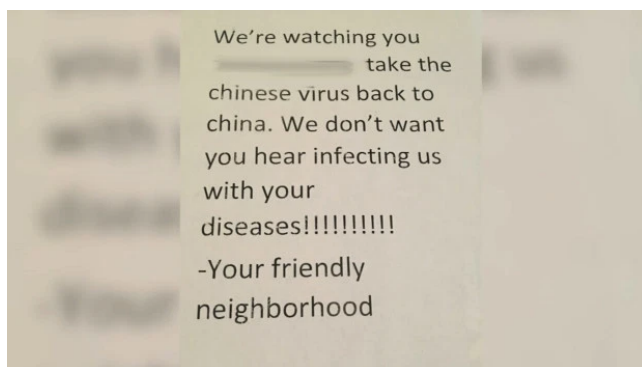 We're watching you
take the
chinese virus back to
china. We don't want
you hear infecting us
with your
diseases!!!!!!!!!!
-Your friendly
neighborhood